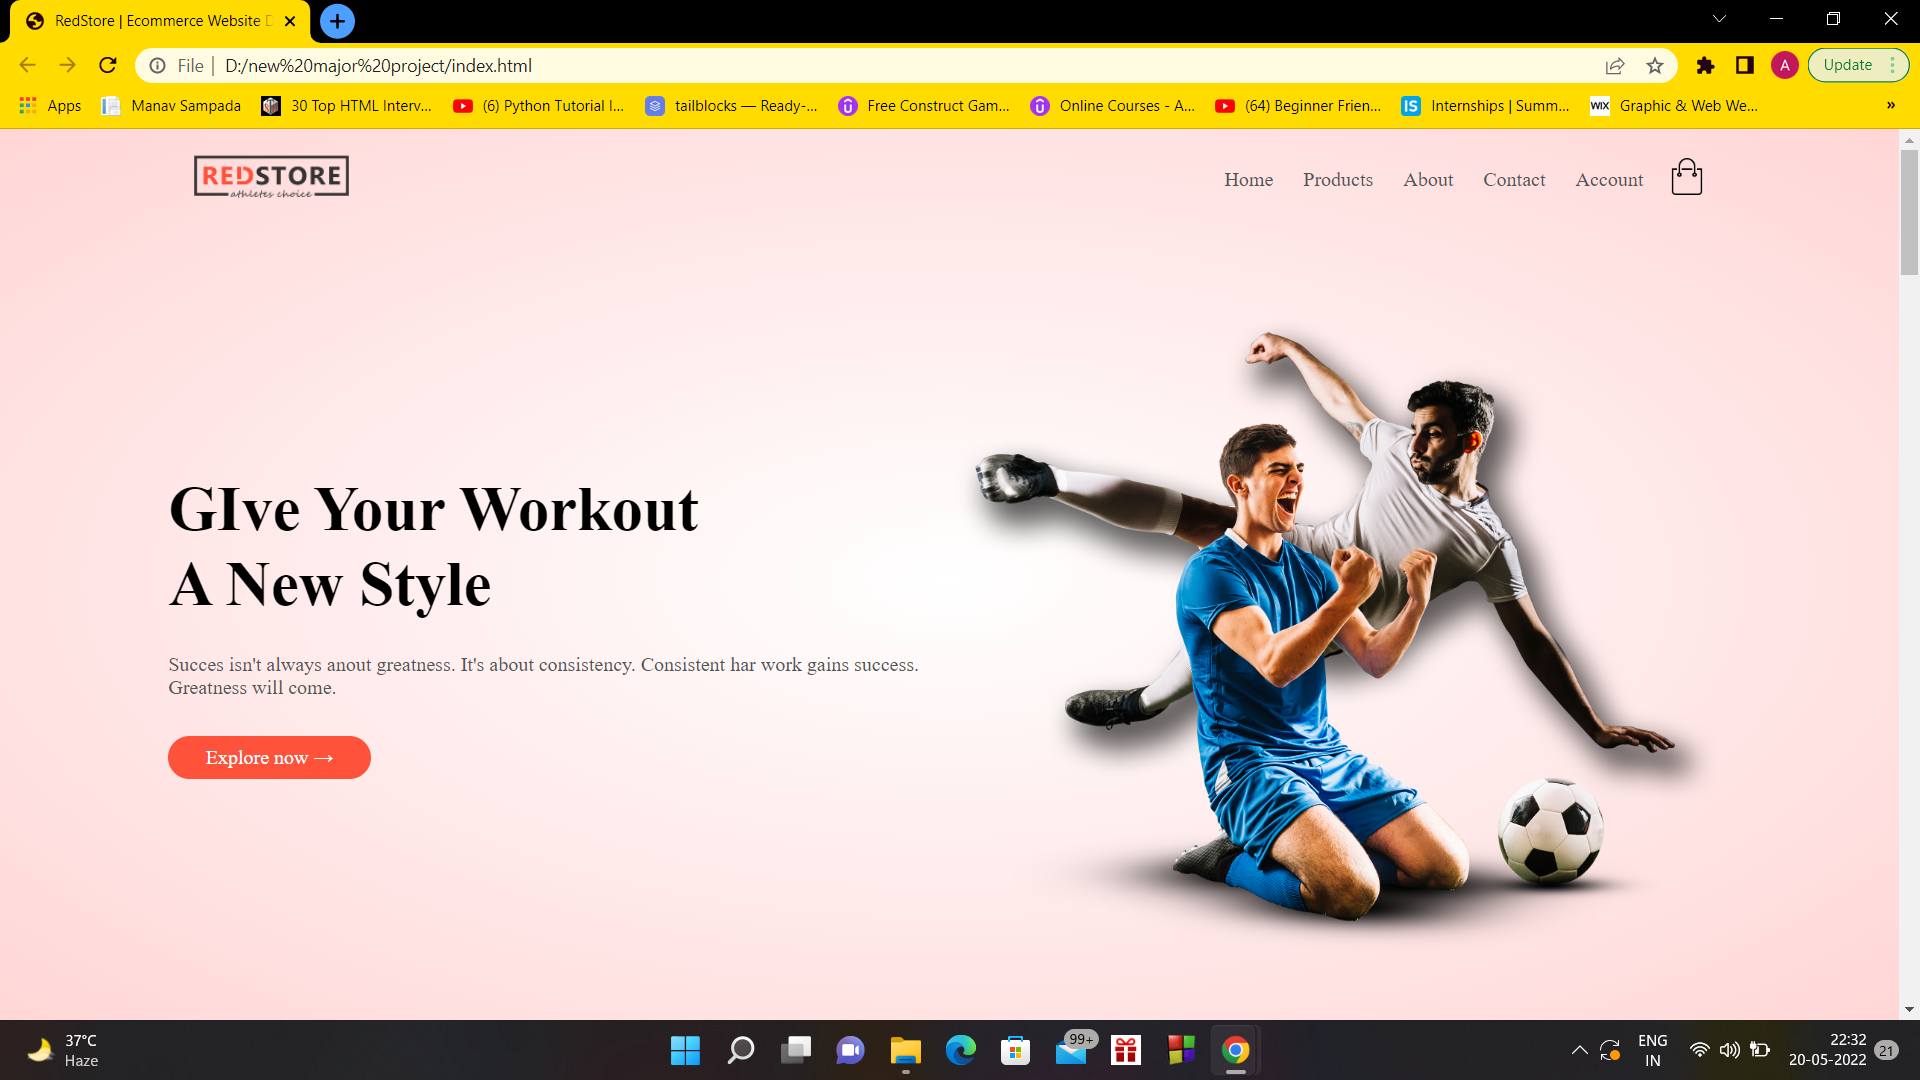 RedStore | Ecommerce Website D
File | D:/new%20major%20project/index.html
A
Update
Apps
Manav Sampada
30 Top HTML Interv...
(6) Python Tutorial I...
tailblocks — Ready-...
Free Construct Gam...
Online Courses - A...
(64) Beginner Frien...
IS
Internships | Summ...
WIX
Graphic & Web We...
»
REDSTORE
athletes choice
Home
Products
About
Contact
Account
GIve Your Workout
A New Style
Succes isn't always anout greatness. It's about consistency. Consistent har work gains success.
Greatness will come.
Explore now →
37°C
Haze
99+
ENG
IN
22:32
20-05-2022
21